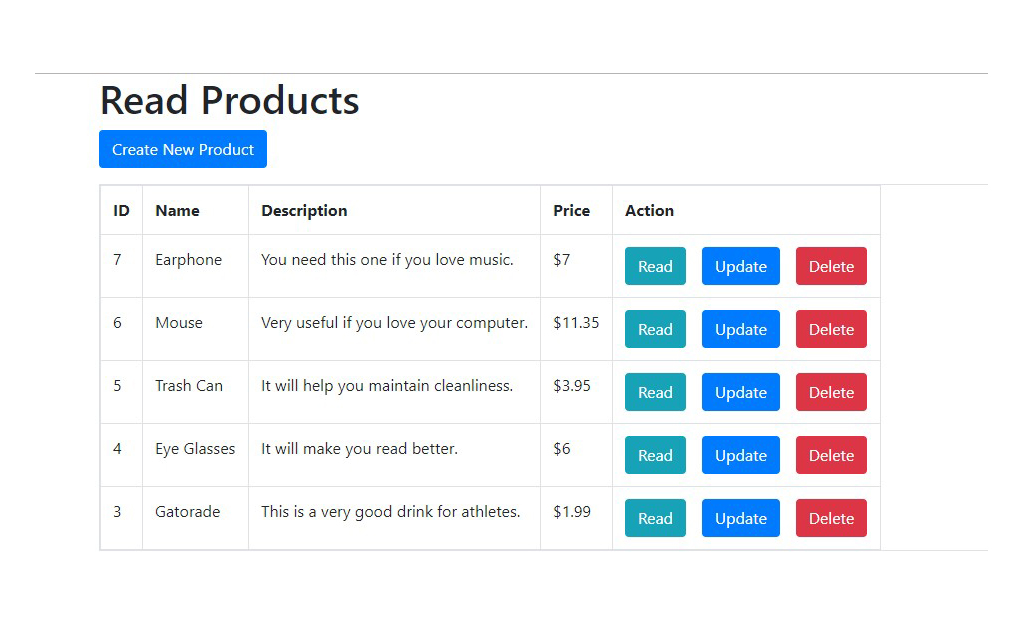 Read Products
Create New Product
ID Name Description Price Action
7 Earphone You need this one if you love music. $7 Read Update Delete
6 Mouse Very useful if you love your computer. $11.35 Read Update Delete
5 Trash Can It will help you maintain cleanliness. $3.95 Read Update Delete
4 Eye Glasses It will make you read better. $6 Read Update Delete
3 Gatorade This is a very good drink for athletes. $1.99 Read Update Delete